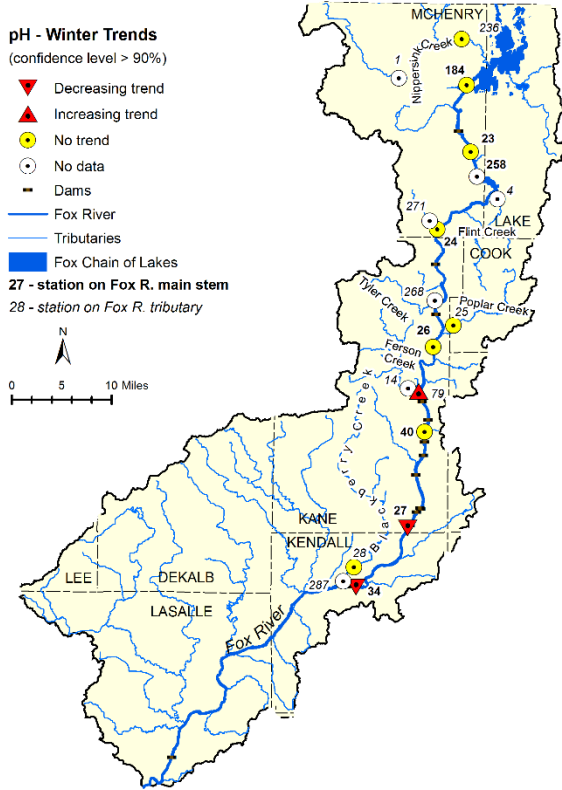 pH - Winter Trends
(confidence level > 90%)
Decreasing trend
Increasing trend
No trend
No data
Dams
Fox River
Tributaries
Fox Chain of Lakes
27 - station on Fox R. main stem
28 - station on Fox R. tributary
N
0 5 10 Miles
MCHENRY
236
1
Nippersink Creek
184
23
258
4
271
LAKE
24
Flint Creek
COOK
268
Tyler Creek
Poplar Creek
25
26
Ferson
Creek
14
79
Blackberry Creek
40
27
KANE
KENDALL
28
287
34
LEE
DEKALB
LASALLE
Fox River